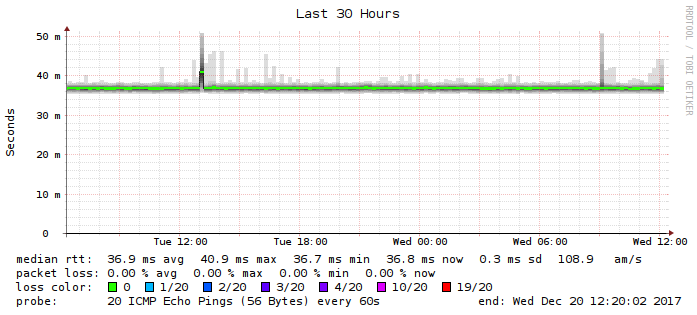 Last 30 Hours
RRDTOOL / TOBI OETIKER
Seconds
50 m
40 m
30 m
20 m
10 m
0
Tue 12:00 Tue 18:00 Wed 00:00 Wed 06:00 Wed 12:00
median rtt: 36.9 ms avg 40.9 ms max 36.7 ms min 36.8 ms now 0.3 ms sd 108.9 am/s
packet loss: 0.00 % avg 0.00 % max 0.00 % min 0.00 % now
loss color: 0 1/20 2/20 3/20 4/20 10/20 19/20
probe: 20 ICMP Echo Pings (56 Bytes) every 60s end: Wed Dec 20 12:20:02 2017